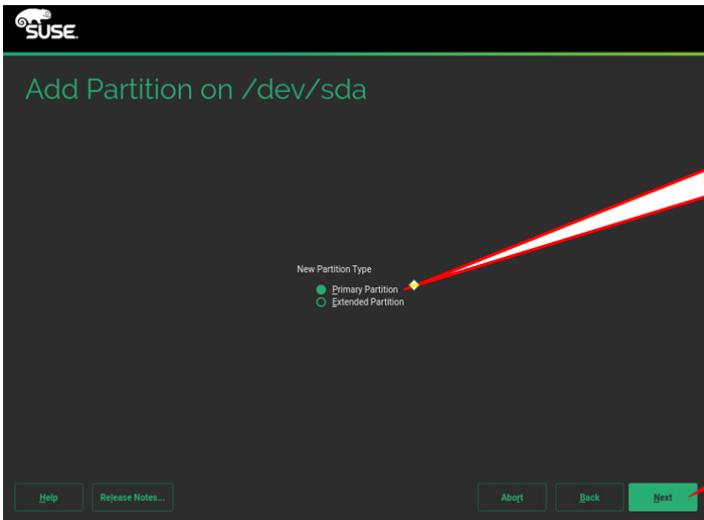 SUSE.
Add Partition on /dev/sda
New Partition Type
Primary Partition
Extended Partition
Help
Release Notes...
Abort
Back
Next